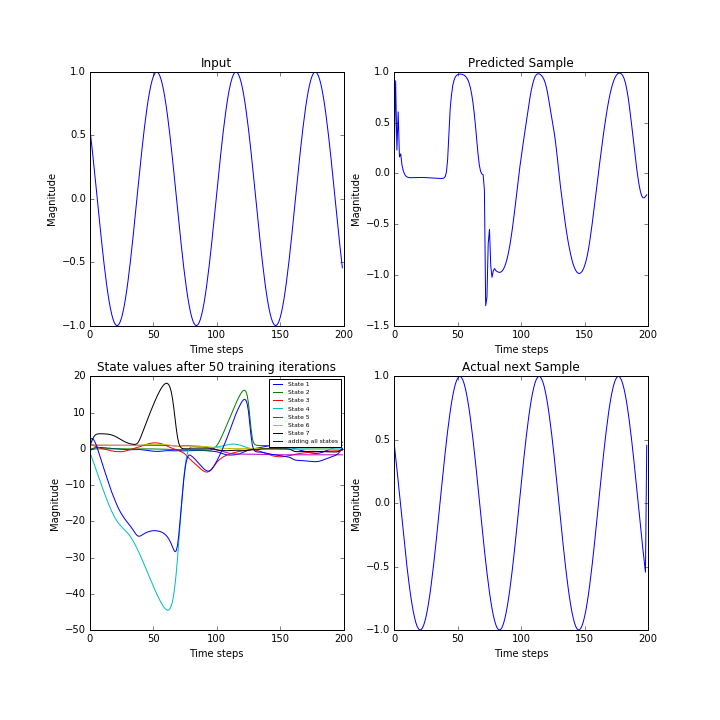 Input
1.0
0.5
0.0
−0.5
−1.0
0
50
100
150
200
Magnitude
Time steps
Predicted Sample
1.0
0.5
0.0
−0.5
−1.0
−1.5
0
50
100
150
200
Magnitude
Time steps
State values after 50 training iterations
20
10
0
−10
−20
−30
−40
−50
0
50
100
150
200
Magnitude
Time steps
State 1
State 2
State 3
State 4
State 5
State 6
State 7
adding all states
Actual next Sample
1.0
0.5
0.0
−0.5
−1.0
0
50
100
150
200
Magnitude
Time steps